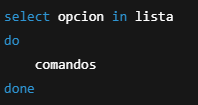 select opcion in lista
do
    comandos
done